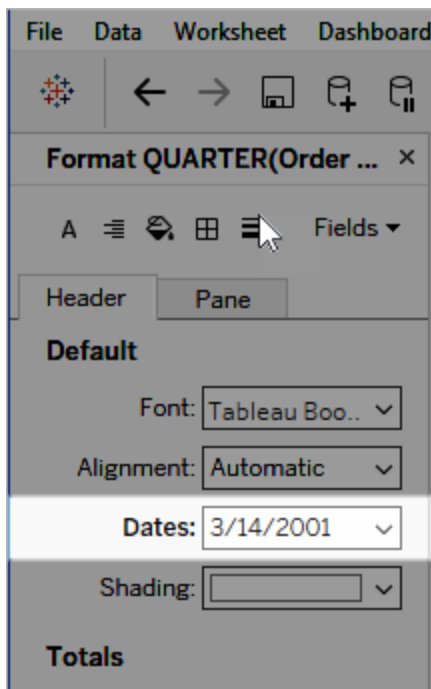 File Data Worksheet Dashboard
Format QUARTER(Order ... ×
A Fields
Header Pane
Default
Font: Tableau Boo..
Alignment: Automatic
Dates: 3/14/2001
Shading:
Totals